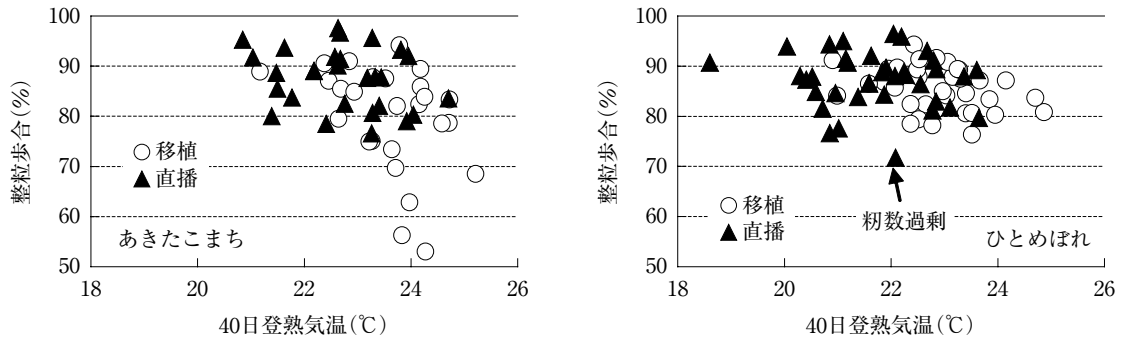 100
90
80
70
60
50
整粒歩合(%)
○ 移植
▲ 直播
あきたこまち
18 20 22 24 26
40日登熟気温(℃)
100
90
80
70
60
50
整粒歩合(%)
○ 移植
▲ 直播
籾数過剰
ひとめぼれ
18 20 22 24 26
40日登熟気温(℃)